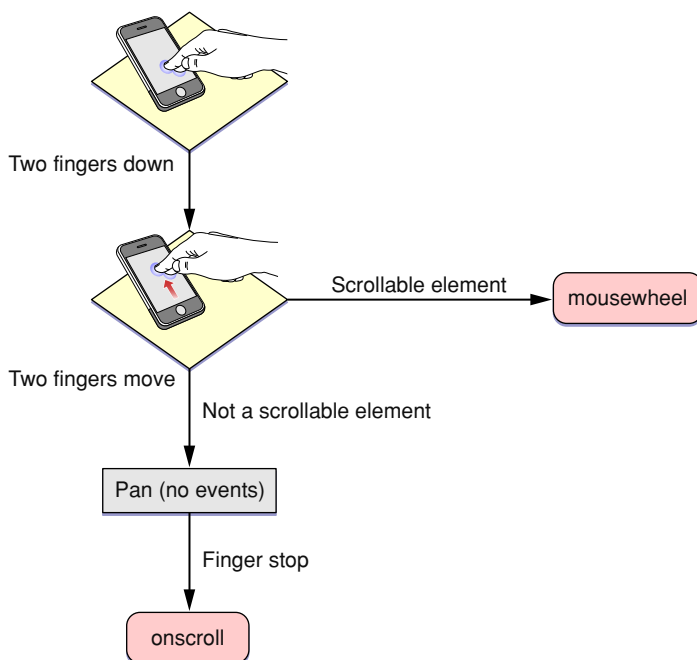 Two fingers down
Scrollable element
mousewheel
Two fingers move
Not a scrollable element
Pan (no events)
Finger stop
onscroll